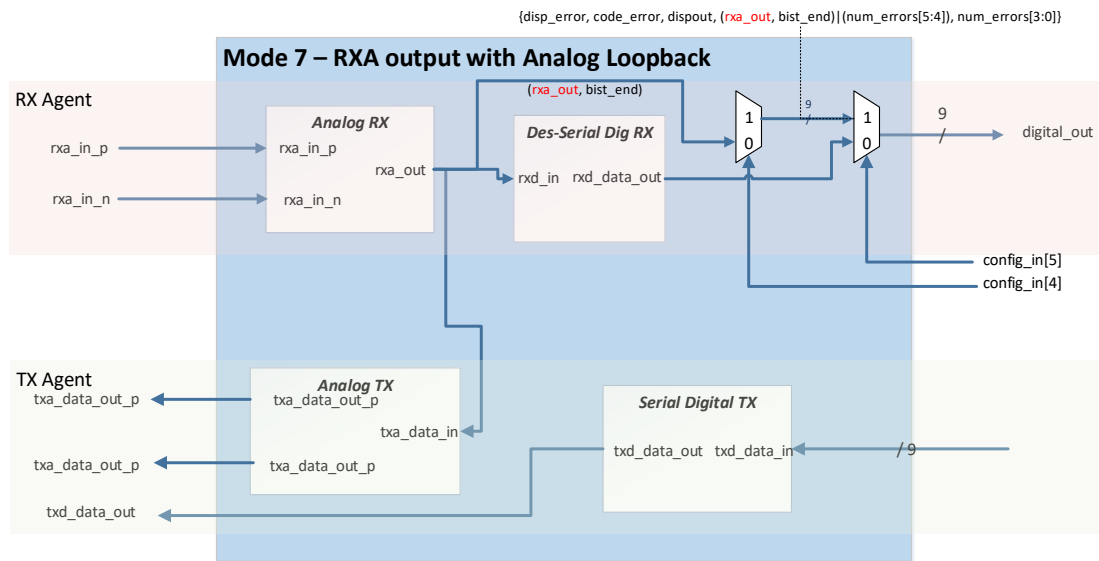 {disp_error, code_error, dispout, (rxa_out, bist_end)|(num_errors[5:4]), num_errors[3:0]}
Mode 7 – RXA output with Analog Loopback
RX Agent
(rxa_out, bist_end)
Analog RX
Des-Serial Dig RX
rxa_in_p
rxa_in_p
rxa_out
rxa_in_n
rxa_in_n
rxd_in
rxd_data_out
1
0
9
/
1
0
9
/
digital_out
config_in[5]
config_in[4]
TX Agent
Analog TX
txa_data_out_p
txa_data_out_p
txa_data_in
txa_data_out_p
txa_data_out_p
Serial Digital TX
txd_data_out
txd_data_in
/ 9
txd_data_out